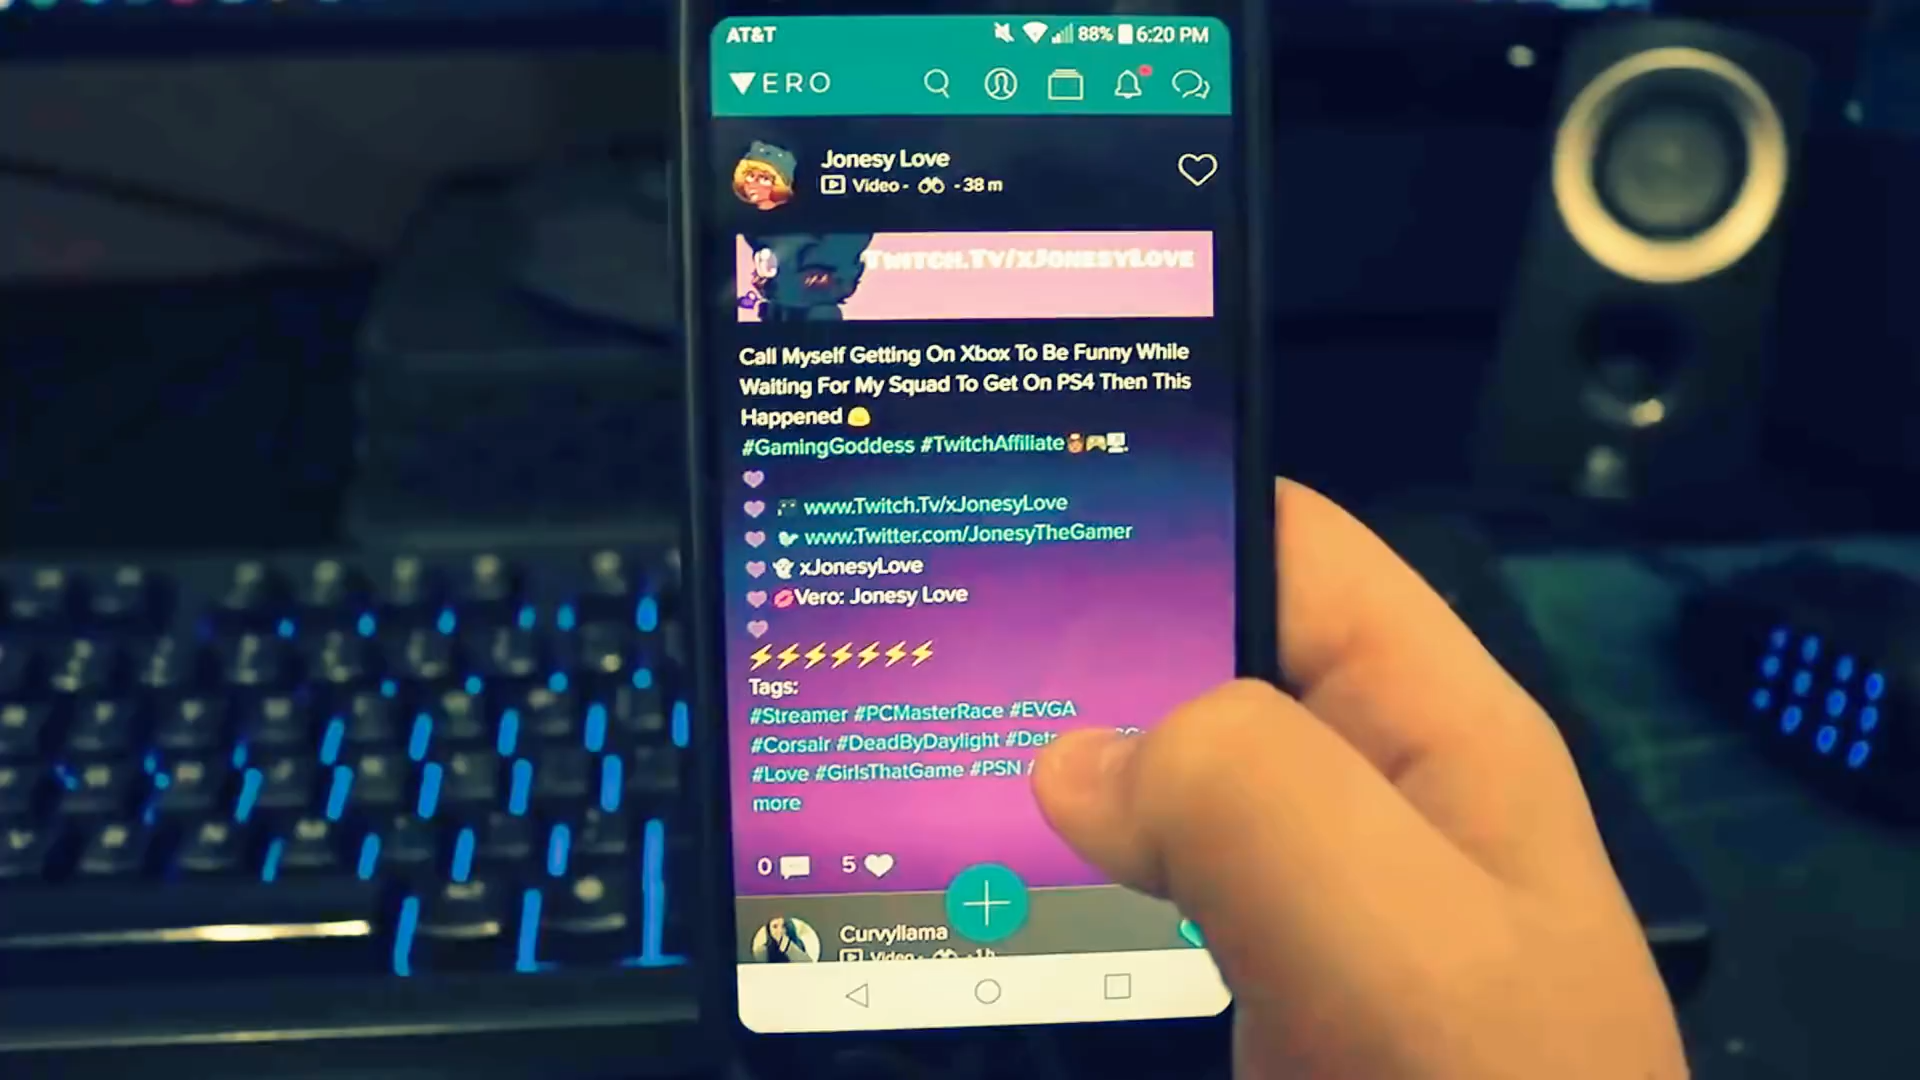 AT&T 88% 6:20 PM
VERO
Jonesy Love
Video - - 38 m
Twitch.Tv/xJonesyLove
Call Myself Getting On Xbox To Be Funny While
Waiting For My Squad To Get On PS4 Then This
Happened
#GamingGoddess #TwitchAffiliate
www.Twitch.Tv/xJonesyLove
www.Twitter.com/JonesyTheGamer
xJonesyLove
Vero: Jonesy Love
Tags:
#Streamer #PCMasterRace #EVGA
#Corsair #DeadByDaylight
#Love #GirlsThatGame #PSN
more
0 5
Curvyllama
Video - - 1 h